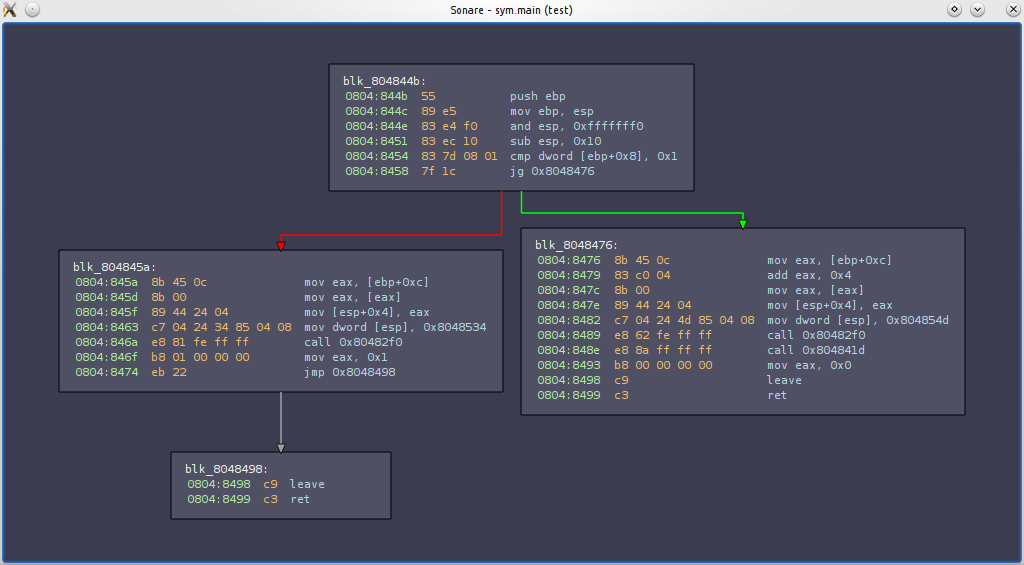 Sonare - sym.main (test)
blk_804844b:
0804:844b 55 push ebp
0804:844c 89 e5 mov ebp, esp
0804:844e 83 e4 f0 and esp, 0xfffffff0
0804:8451 83 ec 10 sub esp, 0x10
0804:8454 83 7d 08 01 cmp dword [ebp+0x8], 0x1
0804:8458 7f 1c jg 0x8048476
blk_804845a:
0804:845a 8b 45 0c mov eax, [ebp+0xc]
0804:845d 8b 00 mov eax, [eax]
0804:845f 89 44 24 04 mov [esp+0x4], eax
0804:8463 c7 04 24 34 85 04 08 mov dword [esp], 0x8048534
0804:846a e8 81 fe ff ff call 0x80482f0
0804:846f b8 01 00 00 00 mov eax, 0x1
0804:8474 eb 22 jmp 0x8048498
blk_8048476:
0804:8476 8b 45 0c mov eax, [ebp+0xc]
0804:8479 83 c0 04 add eax, 0x4
0804:847c 8b 00 mov eax, [eax]
0804:847e 89 44 24 04 mov [esp+0x4], eax
0804:8482 c7 04 24 4d 85 04 08 mov dword [esp], 0x804854d
0804:8489 e8 62 fe ff ff call 0x80482f0
0804:848e e8 8a ff ff ff call 0x804841d
0804:8493 b8 00 00 00 00 mov eax, 0x0
0804:8498 c9 leave
0804:8499 c3 ret
blk_8048498:
0804:8498 c9 leave
0804:8499 c3 ret